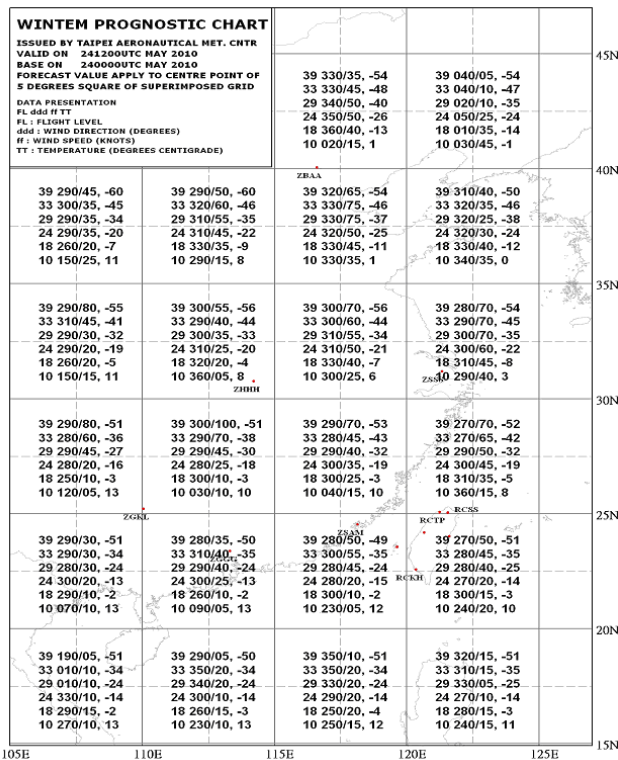 WINTEM PROGNOSTIC CHART
ISSUED BY TAIPEI AERONAUTICAL MET. CNTR
VALID ON 241200UTC MAY 2010
BASE ON 240000UTC MAY 2010
FORECAST VALUE APPLY TO CENTRE POINT OF
5 DEGREES SQUARE OF SUPERIMPOSED GRID
DATA PRESENTATION
FL ddd ff TT
FL : FLIGHT LEVEL
ddd : WIND DIRECTION (DEGREES)
ff : WIND SPEED (KNOTS)
TT : TEMPERATURE (DEGREES CENTIGRADE)
45N
39 330/35, -54 39 040/05, -54
33 330/45, -48 33 040/10, -47
29 340/50, -40 29 020/10, -35
24 350/50, -26 24 050/25, -24
18 360/40, -13 18 010/35, -14
10 020/15, 1 10 030/45, -1
ZBAA
40N
39 290/45, -60 39 290/50, -60 39 320/65, -54 39 310/40, -50
33 300/35, -45 33 320/60, -46 33 330/75, -46 33 320/35, -46
29 290/35, -34 29 310/55, -35 29 330/75, -37 29 320/25, -38
24 290/35, -20 24 310/45, -22 24 320/50, -25 24 320/30, -24
18 260/20, -7 18 330/35, -9 18 330/45, -11 18 330/40, -12
10 150/25, 11 10 290/15, 8 10 330/35, 1 10 340/35, 0
35N
39 290/80, -55 39 300/55, -56 39 300/70, -56 39 280/70, -54
33 310/45, -41 33 290/40, -44 33 300/60, -44 33 290/70, -45
29 290/30, -32 29 300/35, -33 29 310/55, -34 29 300/70, -35
24 290/20, -19 24 310/25, -20 24 310/50, -21 24 300/60, -22
18 260/20, -5 18 320/20, -4 18 330/40, -7 18 310/45, -8
10 150/15, 11 10 360/05, 8 10 300/25, 6 10 290/40, 3
ZHHH
30N
39 290/80, -51 39 300/100, -51 39 290/70, -53 39 270/70, -52
33 280/60, -36 33 290/70, -38 33 280/45, -43 33 270/65, -42
29 290/45, -27 29 290/45, -30 29 290/40, -32 29 290/50, -32
24 280/20, -16 24 280/25, -18 24 300/35, -19 24 300/45, -19
18 250/10, -3 18 300/10, -3 18 300/25, -3 18 310/35, -5
10 120/05, 13 10 030/10, 10 10 040/15, 10 10 360/15, 8
RCSS
ZGKL ZSAM RCTP
25N
39 290/30, -51 39 280/35, -50 39 280/50, -49 39 270/50, -51
33 290/30, -34 33 310/40, -35 33 300/55, -35 33 280/45, -35
ZGGG
29 280/30, -24 29 290/40, -24 29 280/45, -24 29 280/40, -25
24 300/20, -13 24 300/25, -13 24 280/20, -15 24 270/20, -14
RCKH
18 290/10, -2 18 260/10, -2 18 300/10, -2 18 300/15, -3
10 070/10, 13 10 090/05, 13 10 230/05, 12 10 240/20, 10
20N
39 190/05, -51 39 290/05, -50 39 350/10, -51 39 320/15, -51
33 010/10, -34 33 350/20, -34 33 350/20, -34 33 310/15, -35
29 010/10, -24 29 340/20, -24 29 330/20, -24 29 330/05, -25
24 330/10, -14 24 300/10, -14 24 290/20, -14 24 270/10, -14
18 290/15, -2 18 260/15, -3 18 250/20, -4 18 280/15, -3
10 270/10, 13 10 230/10, 13 10 250/15, 12 10 240/15, 11
15N
105E 110E 115E 120E 125E